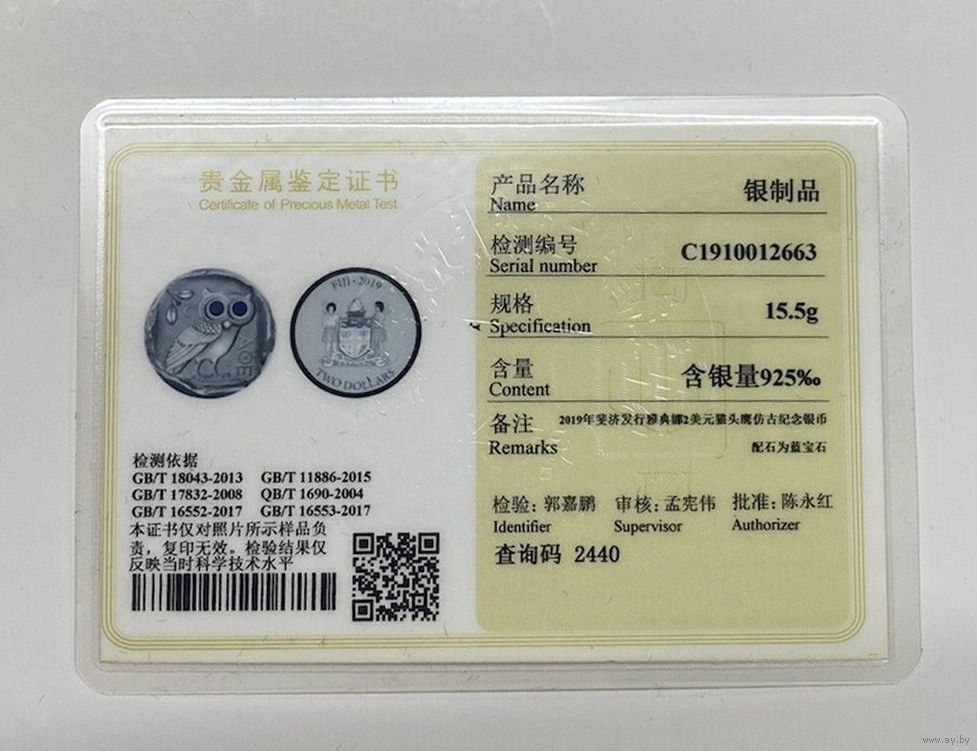 贵金属鉴定证书
Certificate of Precious Metal Test
FIJI · 2019
TWO DOLLARS
ΑΘΕ
检测依据
GB/T 18043-2013 GB/T 11886-2015
GB/T 17832-2008 QB/T 1690-2004
GB/T 16552-2017 GB/T 16553-2017
本证书仅对照片所示样品负
责，复印无效。检验结果仅
反映当时科学技术水平
产品名称 银制品
Name
检测编号 C1910012663
Serial number
规格 15.5g
Specification
含量 含银量925‰
Content
备注 2019年斐济发行雅典娜2美元猫头鹰仿古纪念银币
Remarks 配石为蓝宝石
检验: 郭嘉鹏 审核: 孟宪伟 批准: 陈永红
Identifier Supervisor Authorizer
查询码 2440
www.ay.by